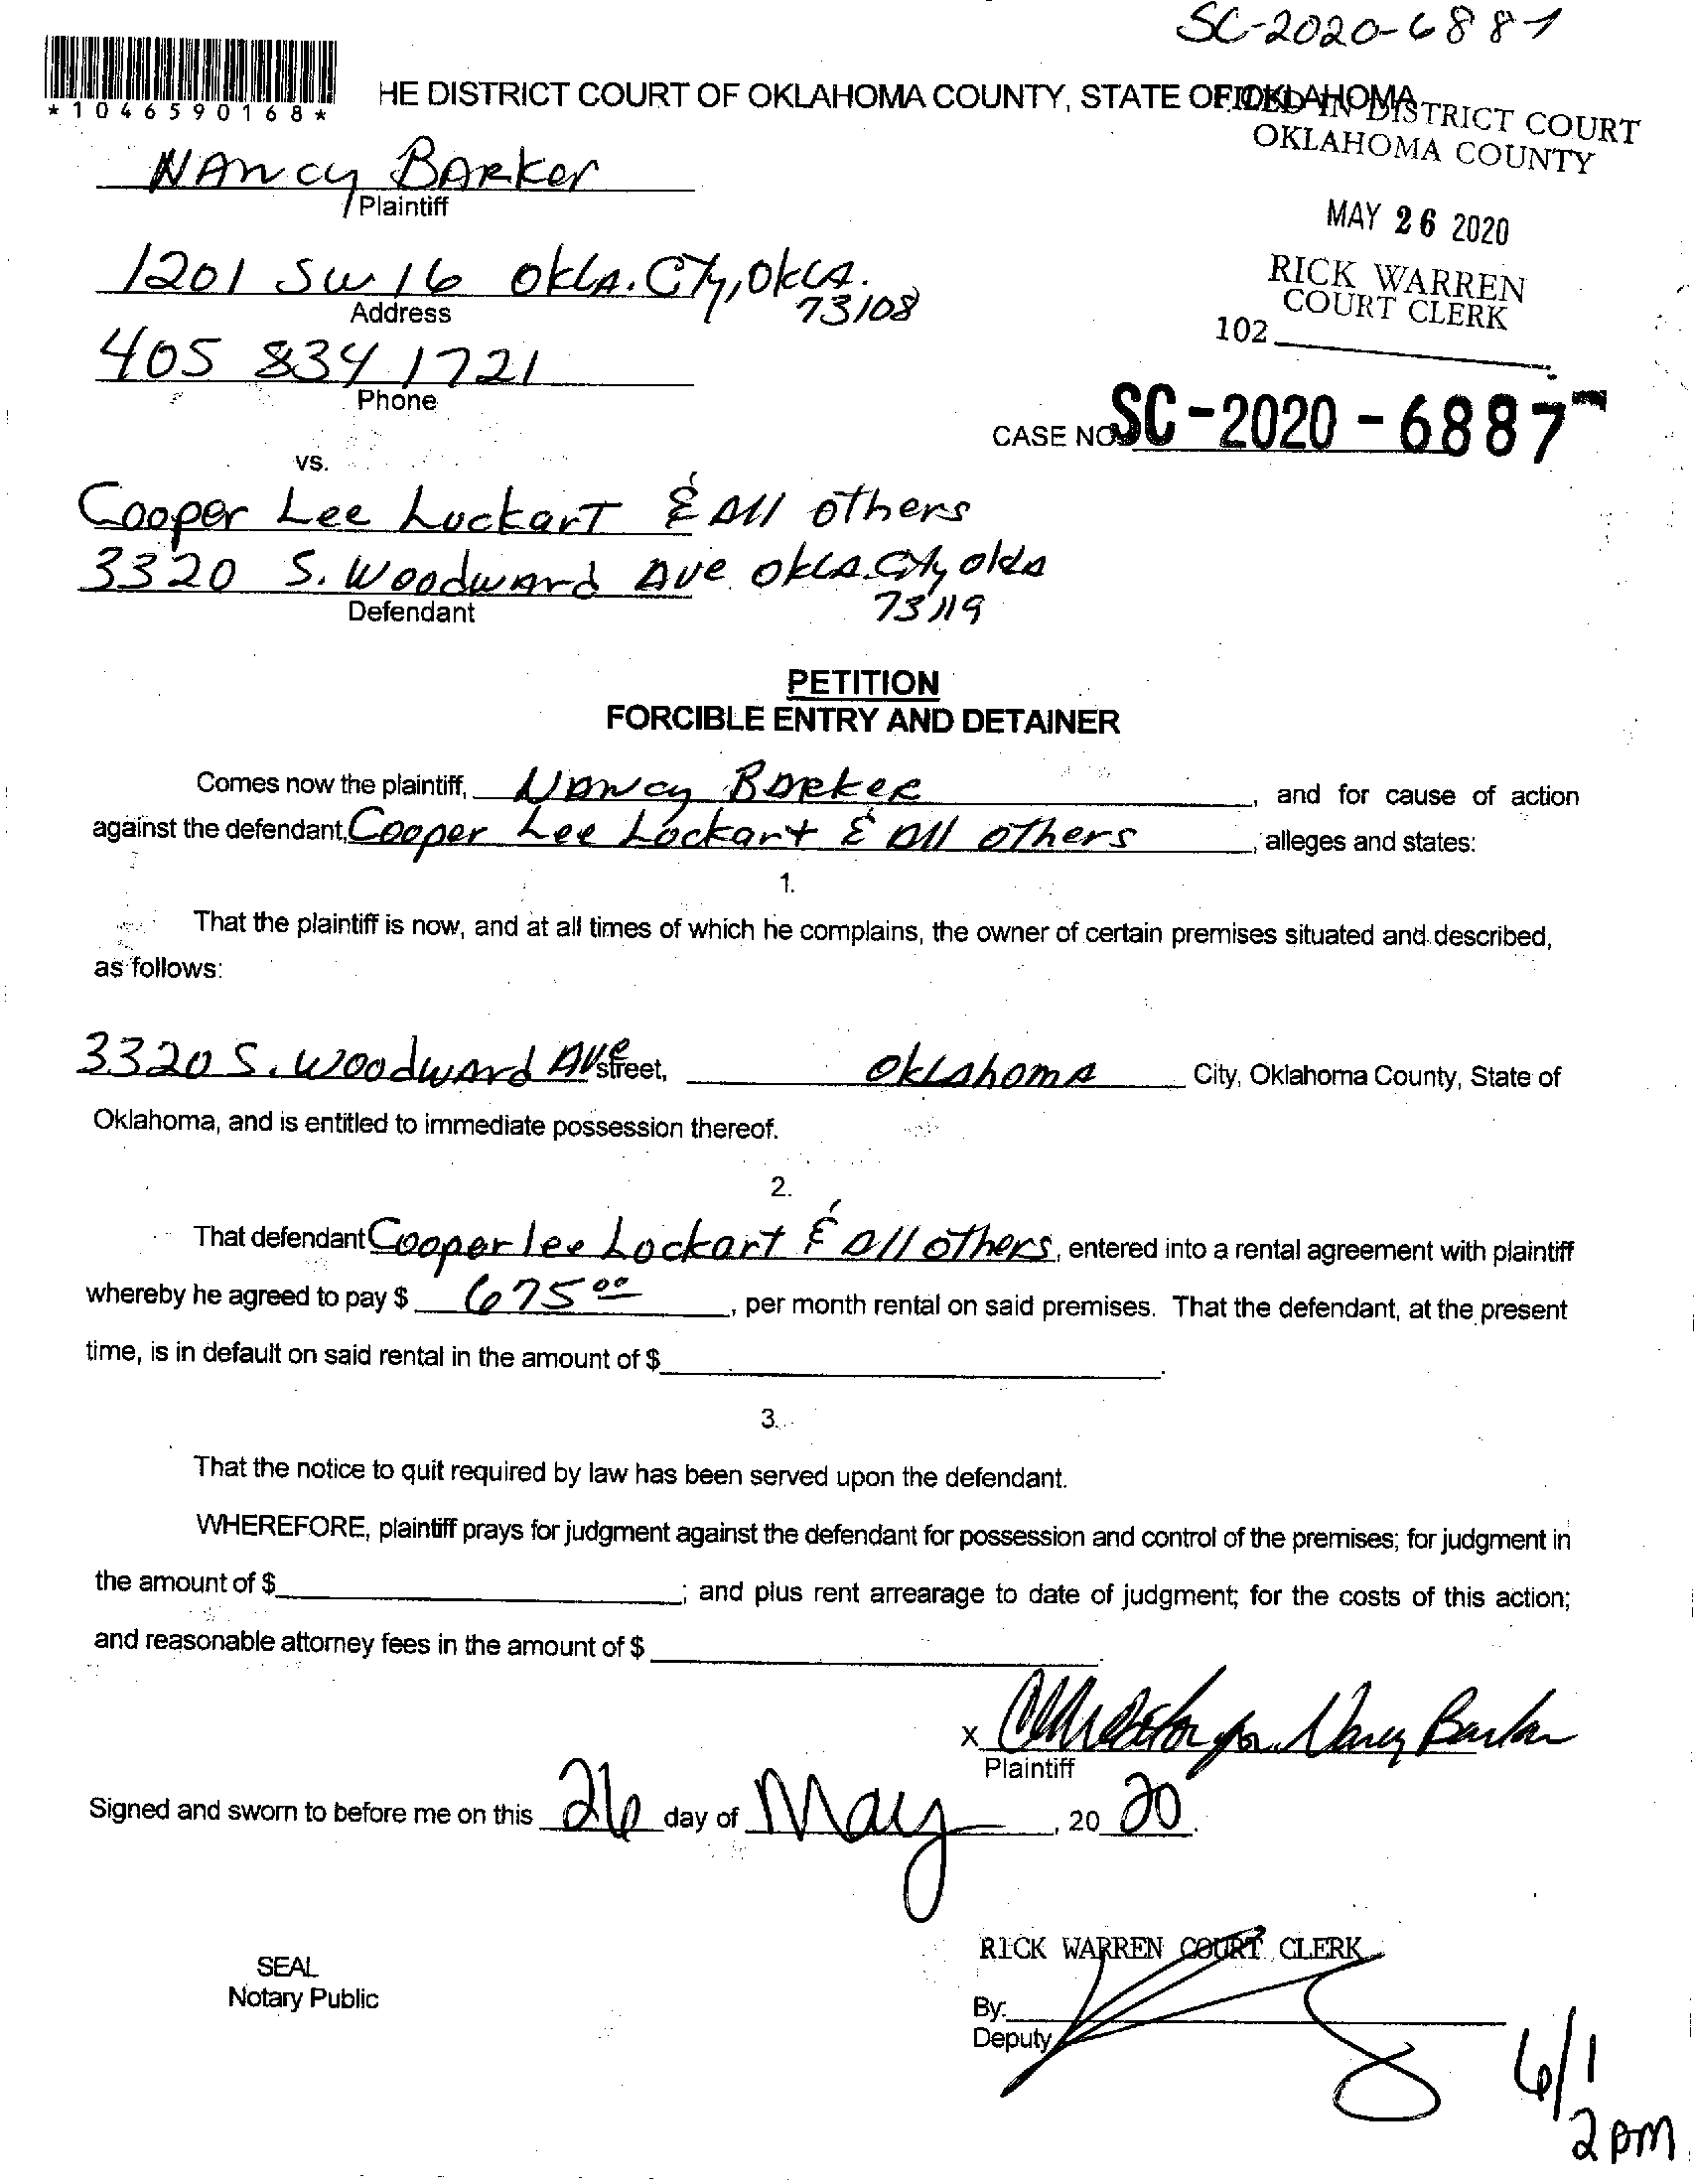 SC-2020-6887
*1046590168*
HE DISTRICT COURT OF OKLAHOMA COUNTY, STATE OF OKLAHOMA
FILED IN DISTRICT COURT
OKLAHOMA COUNTY
NANcy BARKer
Plaintiff
MAY 26 2020
1201 SW 16 OklA. CTy, OklA.
73108
Address
RICK WARREN
COURT CLERK
102
405 834 1721
Phone
CASE NO. SC-2020-6887
vs.
Cooper Lee LockarT & All others
3320 S. Woodward Ave OklA. CTy, Okla
73119
Defendant
PETITION
FORCIBLE ENTRY AND DETAINER
Comes now the plaintiff, NANcy BARkeR, and for cause of action
against the defendant, Cooper Lee Lockart & All others, alleges and states:
1.
That the plaintiff is now, and at all times of which he complains, the owner of certain premises situated and described,
as follows:
3320 S. Woodward Ave street, OklahomA City, Oklahoma County, State of
Oklahoma, and is entitled to immediate possession thereof.
2.
That defendant Cooper lee Lockart & All others, entered into a rental agreement with plaintiff
whereby he agreed to pay $ 675 00, per month rental on said premises. That the defendant, at the present
time, is in default on said rental in the amount of $.
3.
That the notice to quit required by law has been served upon the defendant.
WHEREFORE, plaintiff prays for judgment against the defendant for possession and control of the premises; for judgment in
the amount of $; and plus rent arrearage to date of judgment; for the costs of this action;
and reasonable attorney fees in the amount of $.
X for Nancy Barker
Plaintiff
Signed and sworn to before me on this 26 day of May, 20 20.
RICK WARREN COURT CLERK
SEAL
Notary Public
By:
Deputy
6/1
2 pm